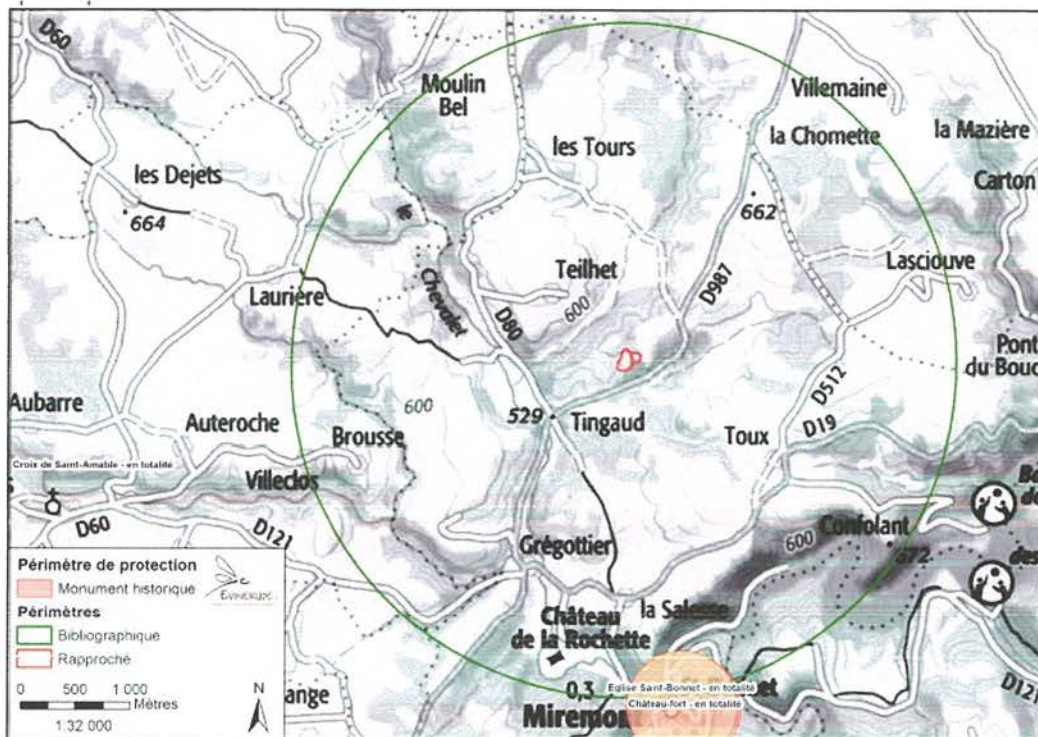 D60
Moulin
Bel
Villemaine
la Chomette
la Mazière
les Tours
les Dejets
Carton
664
662
le
Chevalet
Teilhet
Lasciouve
D987
600
Laurière
D80
Pont
du Bouc
D512
Aubarre
600
529
Tingaud
Toux
D19
Auteroche
Brousse
Croix de Saint-Amable - en totalité
Villeclos
D60
D121
Confolant
600
672
des
Grégottier
la Salesse
Château
de la Rochette
0,3
Eglise Saint-Bonnet - en totalité
Château-fort - en totalité
Miremon
D121
ange
Périmètre de protection
Monument historique
Périmètres
Bibliographique
Rapproché
0 500 1 000
Mètres
1:32 000
N